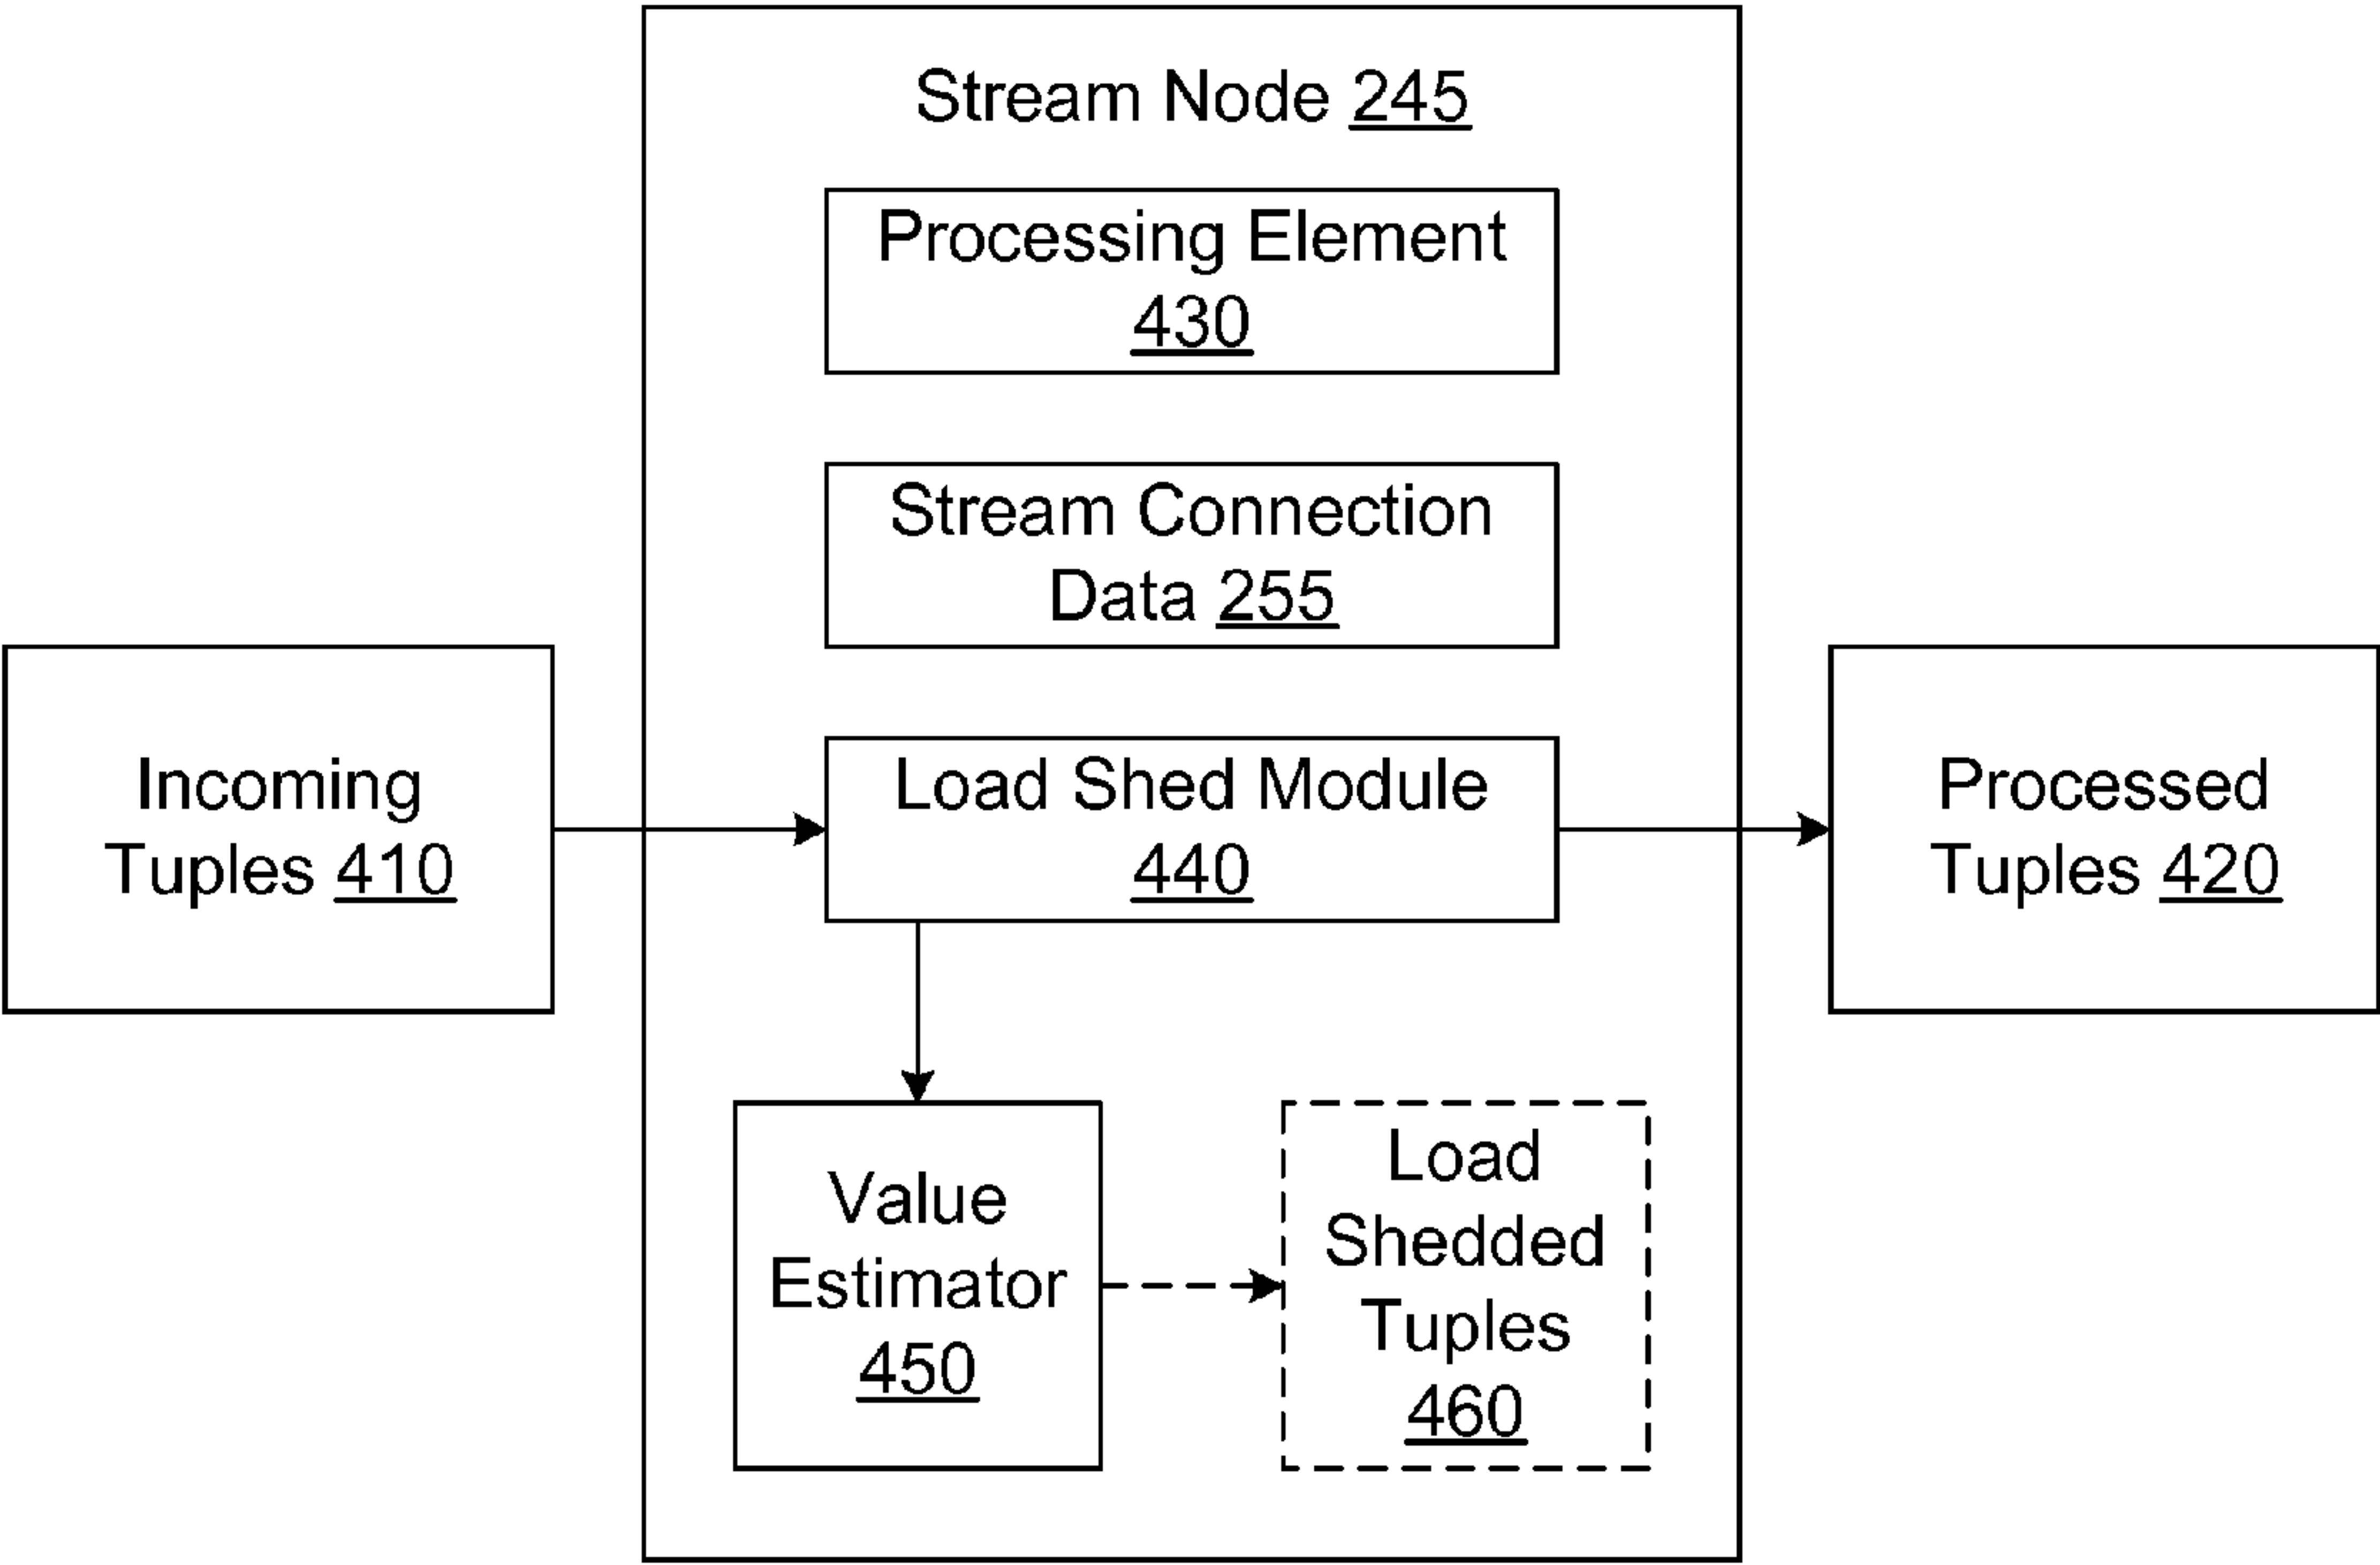 Stream Node 245
Processing Element
430
Stream Connection
Data 255
Incoming
Tuples 410
Load Shed Module
440
Processed
Tuples 420
Value
Estimator
450
Load
Shedded
Tuples
460